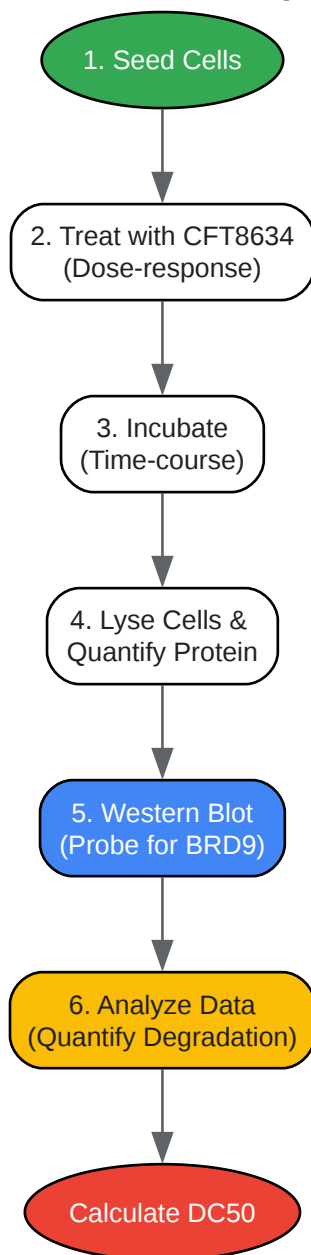 1. Seed Cells
2. Treat with CFT8634
(Dose-response)
3. Incubate
(Time-course)
4. Lyse Cells &
Quantify Protein
5. Western Blot
(Probe for BRD9)
6. Analyze Data
(Quantify Degradation)
Calculate DC50